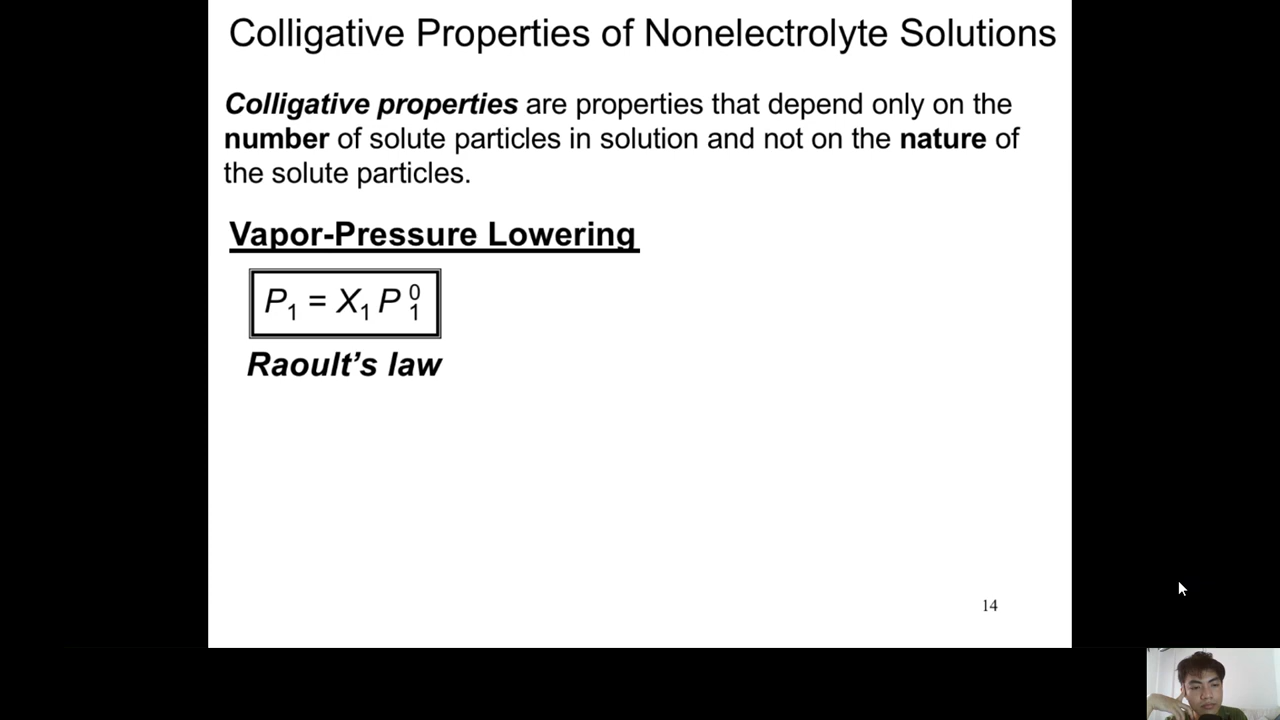 Colligative Properties of Nonelectrolyte Solutions
Colligative properties are properties that depend only on the
number of solute particles in solution and not on the nature of
the solute particles.
Vapor-Pressure Lowering
P₁ = X₁ P₁⁰
Raoult’s law
14